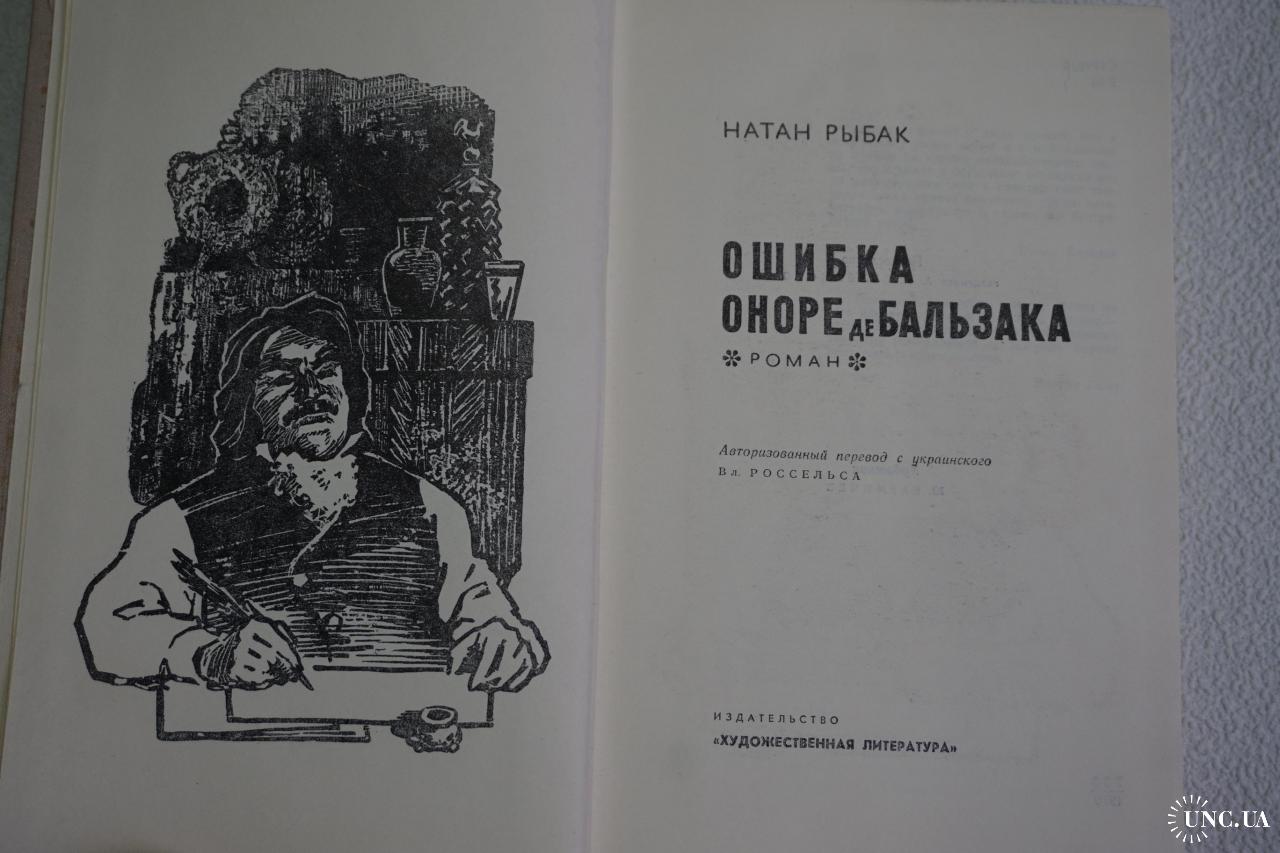 НАТАН РЫБАК
ОШИБКА
ОНОРЕ ДЕ БАЛЬЗАКА
РОМАН
Авторизованный перевод с украинского
Вл. РОССЕЛЬСА
ИЗДАТЕЛЬСТВО
«ХУДОЖЕСТВЕННАЯ ЛИТЕРАТУРА»
UNC.UA